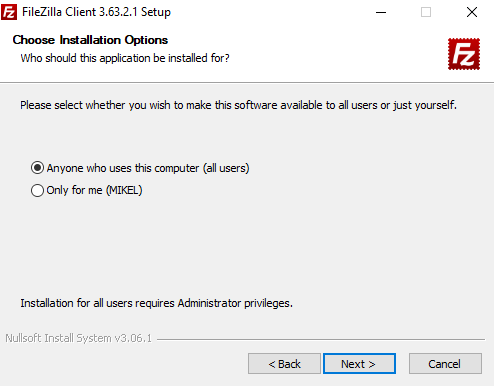 FileZilla Client 3.63.2.1 Setup
Choose Installation Options
Who should this application be installed for?
Fz
Please select whether you wish to make this software available to all users or just yourself.
Anyone who uses this computer (all users)
Only for me (MIKEL)
Installation for all users requires Administrator privileges.
Nullsoft Install System v3.06.1
< Back Next > Cancel